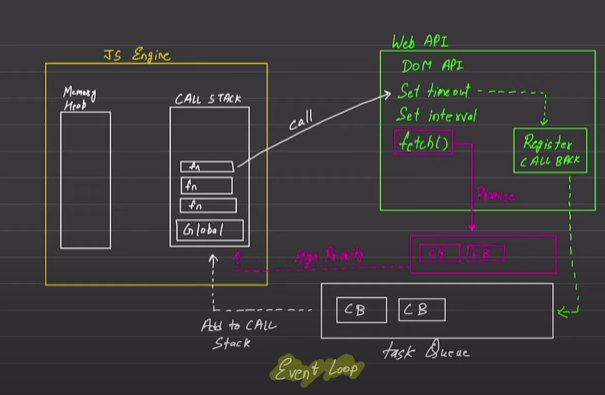 JS Engine
Memory
Heap
CALL STACK
fn
fn
fn
Global
call
Web API
DOM API
Set timeout
Set interval
fetch()
Register
CALL BACK
Promise
CB
CB
High Priority
CB
CB
Add to CALL
Stack
task Queue
Event Loop